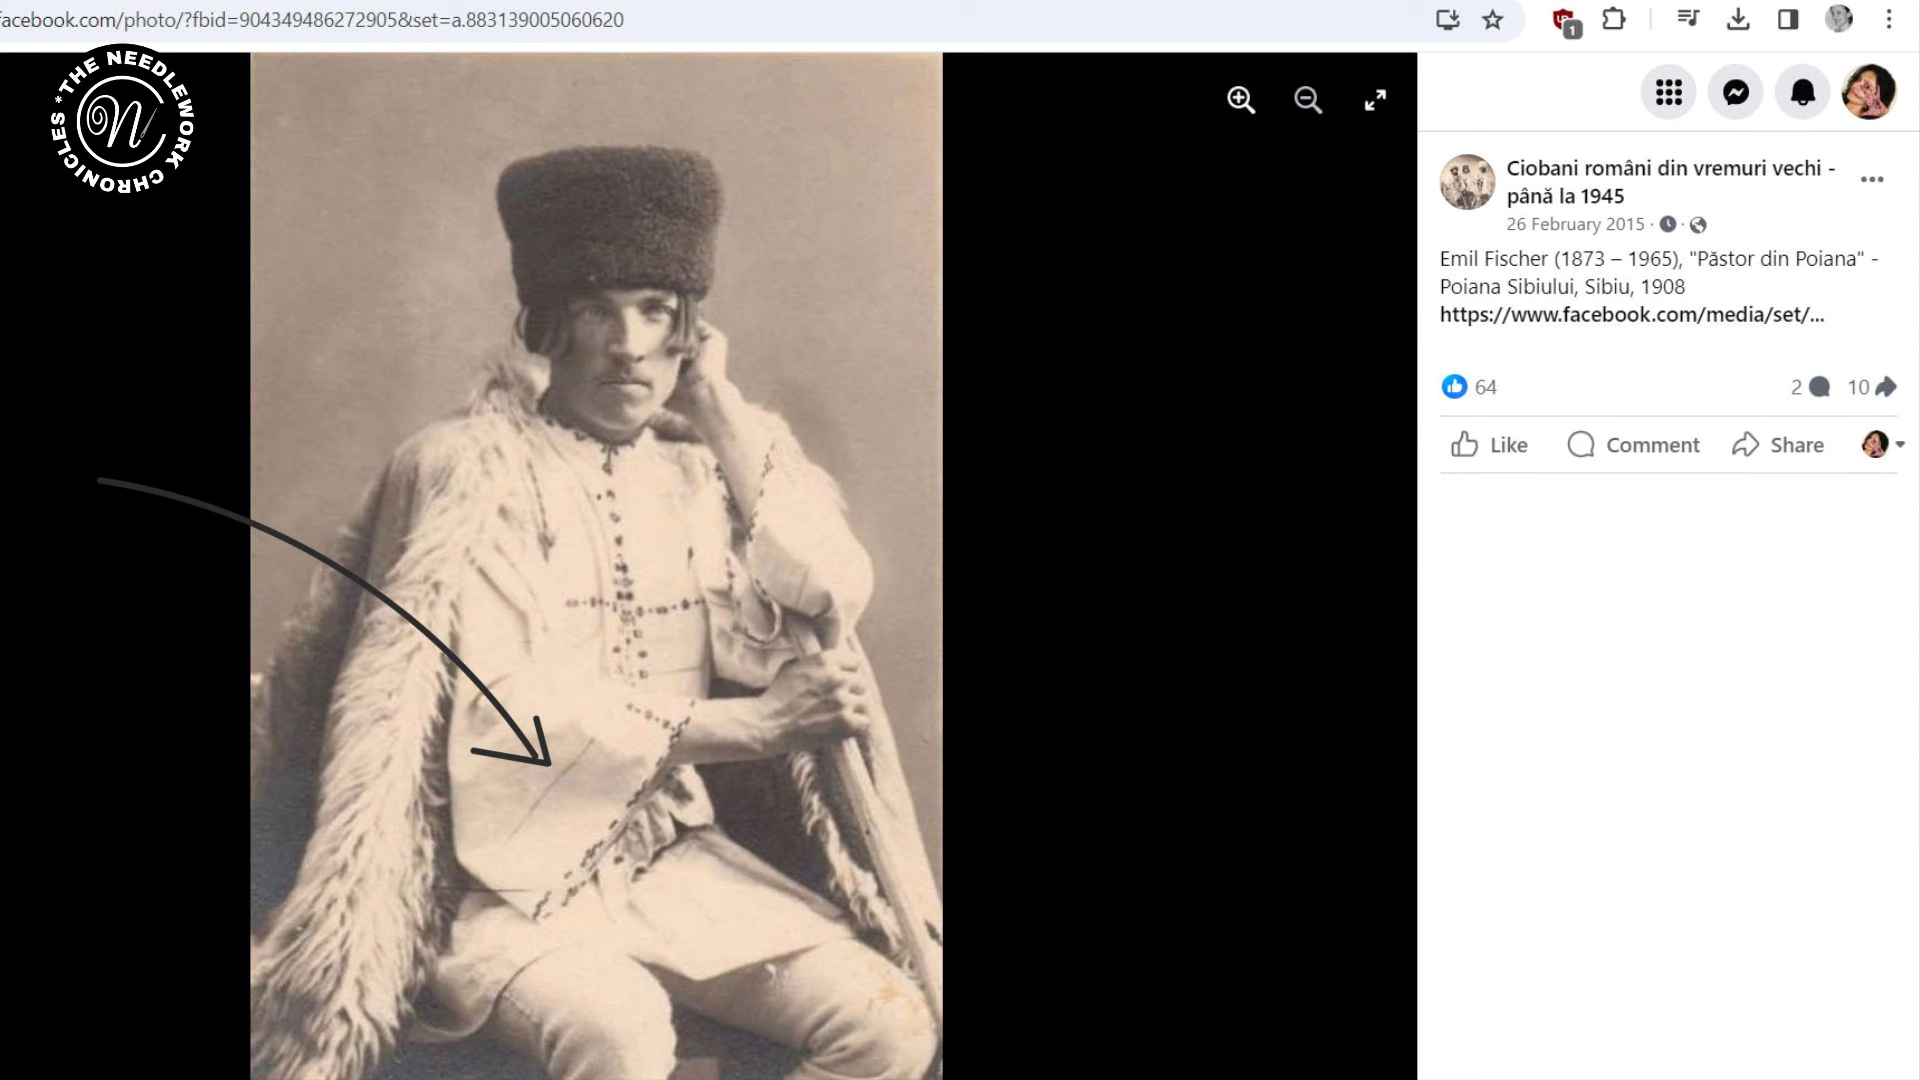 facebook.com/photo/?fbid=904349486272905&set=a.883139005060620
1
*THE NEEDLEWORK CHRONICLES
N
Ciobani români din vremuri vechi -
până la 1945
26 February 2015 ·
Emil Fischer (1873 – 1965), "Păstor din Poiana" -
Poiana Sibiului, Sibiu, 1908
https://www.facebook.com/media/set/...
64
2
10
Like
Comment
Share